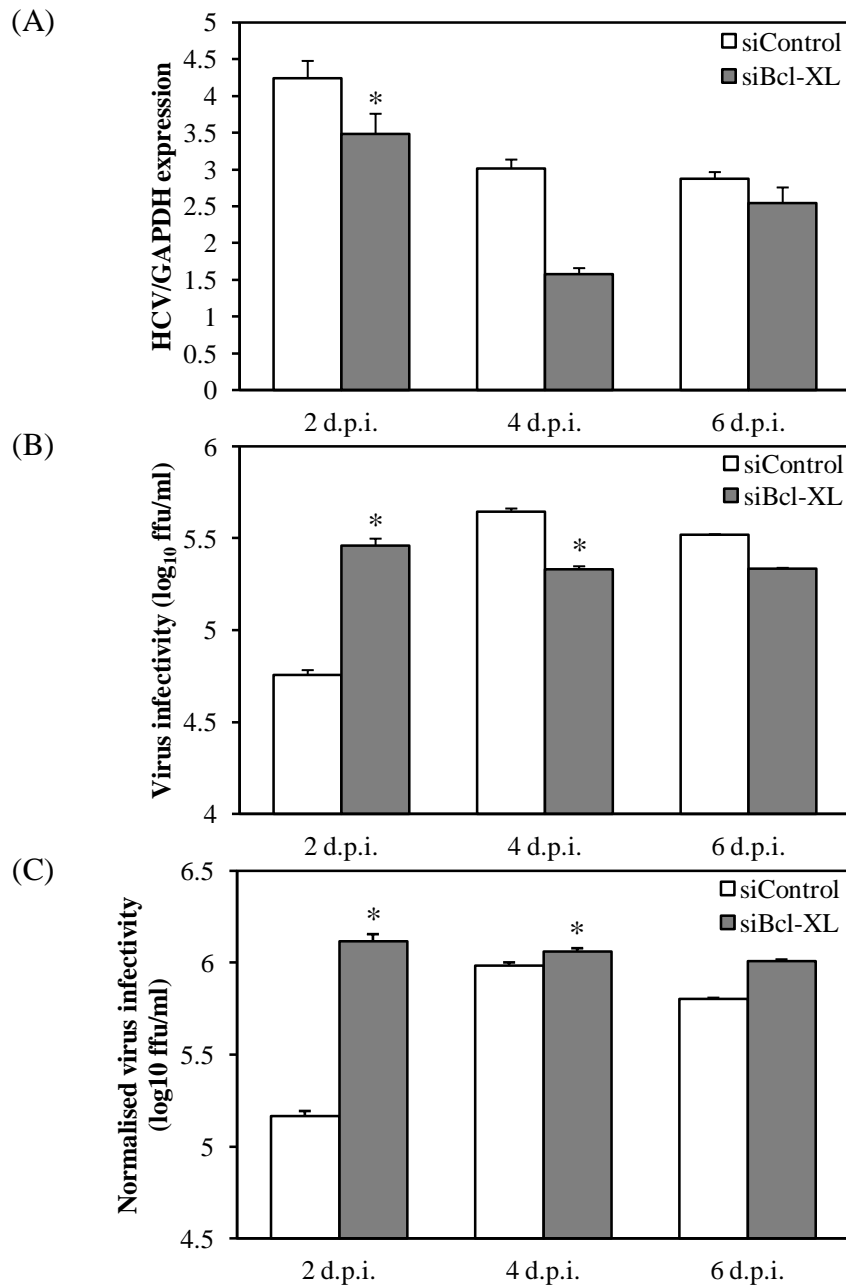 (A)
HCV/GAPDH expression
5
4.5
4
3.5
3
2.5
2
1.5
1
0.5
0
siControl
siBcl-XL
*
2 d.p.i. 4 d.p.i. 6 d.p.i.
(B)
Virus infectivity (log10 ffu/ml)
6
5.5
5
4.5
4
siControl
siBcl-XL
*
*
2 d.p.i. 4 d.p.i. 6 d.p.i.
(C)
Normalised virus infectivity
(log10 ffu/ml)
6.5
6
5.5
5
4.5
siControl
siBcl-XL
* *
2 d.p.i. 4 d.p.i. 6 d.p.i.